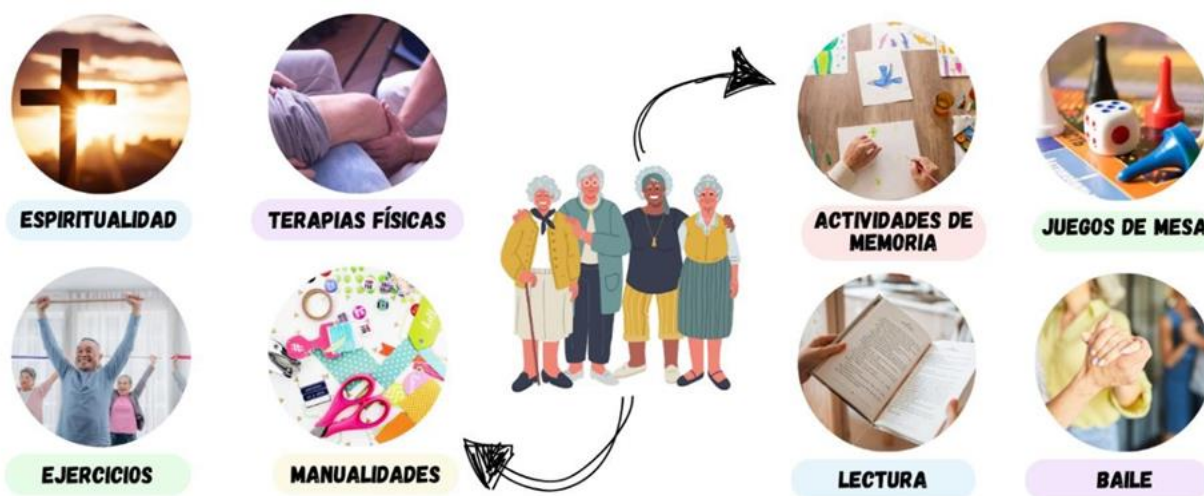 ESPIRITUALIDAD
TERAPIAS FÍSICAS
ACTIVIDADES DE
MEMORIA
JUEGOS DE MESA
EJERCICIOS
MANUALIDADES
LECTURA
BAILE